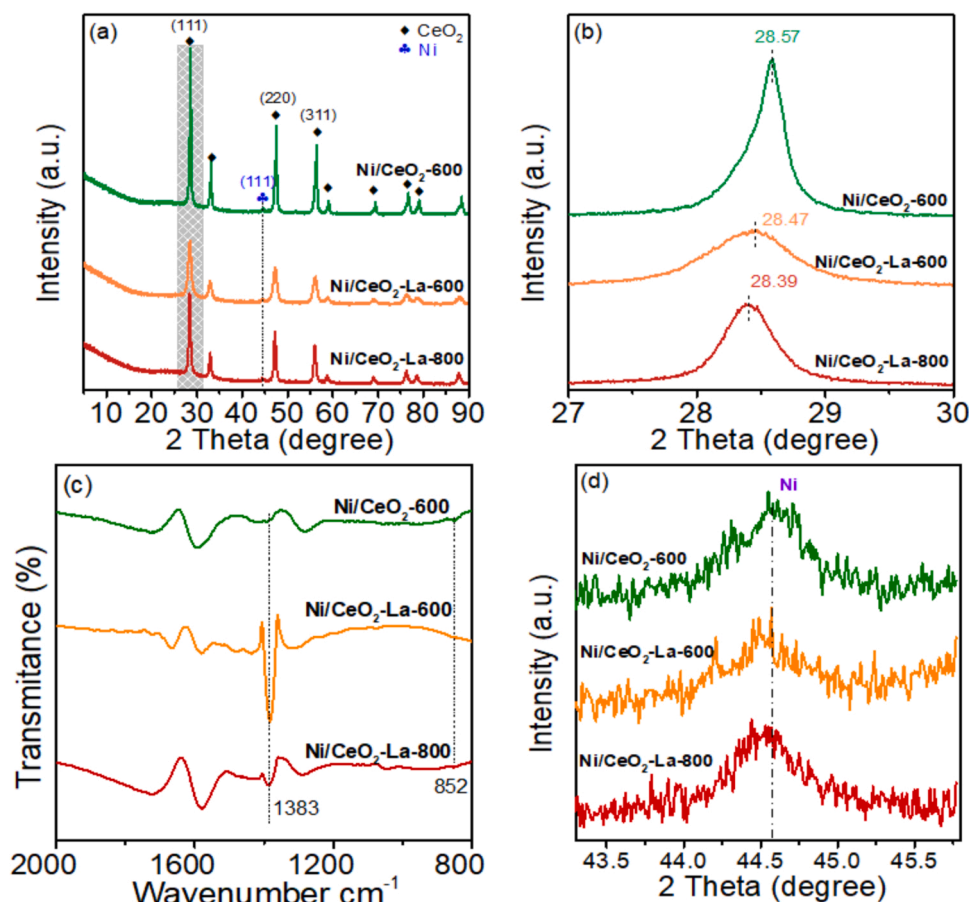 (a)
(111)
◆ CeO₂
♣ Ni
(220)
(311)
(111)
Ni/CeO₂-600
Ni/CeO₂-La-600
Ni/CeO₂-La-800
Intensity (a.u.)
10 20 30 40 50 60 70 80 90
2 Theta (degree)
(b)
28.57
Ni/CeO₂-600
28.47
Ni/CeO₂-La-600
28.39
Ni/CeO₂-La-800
Intensity (a.u.)
27 28 29 30
2 Theta (degree)
(c)
Ni/CeO₂-600
Ni/CeO₂-La-600
Ni/CeO₂-La-800
852
1383
Transmitance (%)
2000 1600 1200 800
Wavenumber cm⁻¹
(d)
Ni
Ni/CeO₂-600
Ni/CeO₂-La-600
Ni/CeO₂-La-800
Intensity (a.u.)
43.5 44.0 44.5 45.0 45.5
2 Theta (degree)